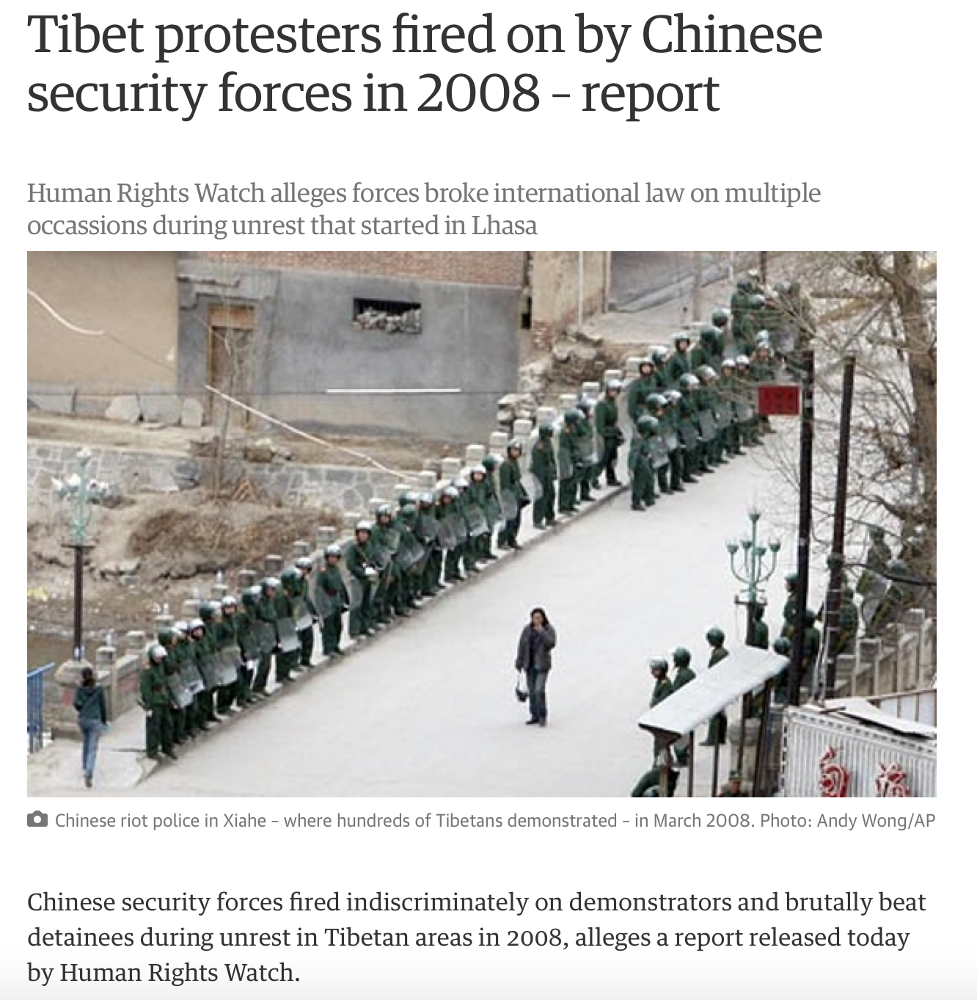 Tibet protesters fired on by Chinese
security forces in 2008 – report
Human Rights Watch alleges forces broke international law on multiple
occassions during unrest that started in Lhasa
Chinese riot police in Xiahe – where hundreds of Tibetans demonstrated – in March 2008. Photo: Andy Wong/AP
Chinese security forces fired indiscriminately on demonstrators and brutally beat
detainees during unrest in Tibetan areas in 2008, alleges a report released today
by Human Rights Watch.